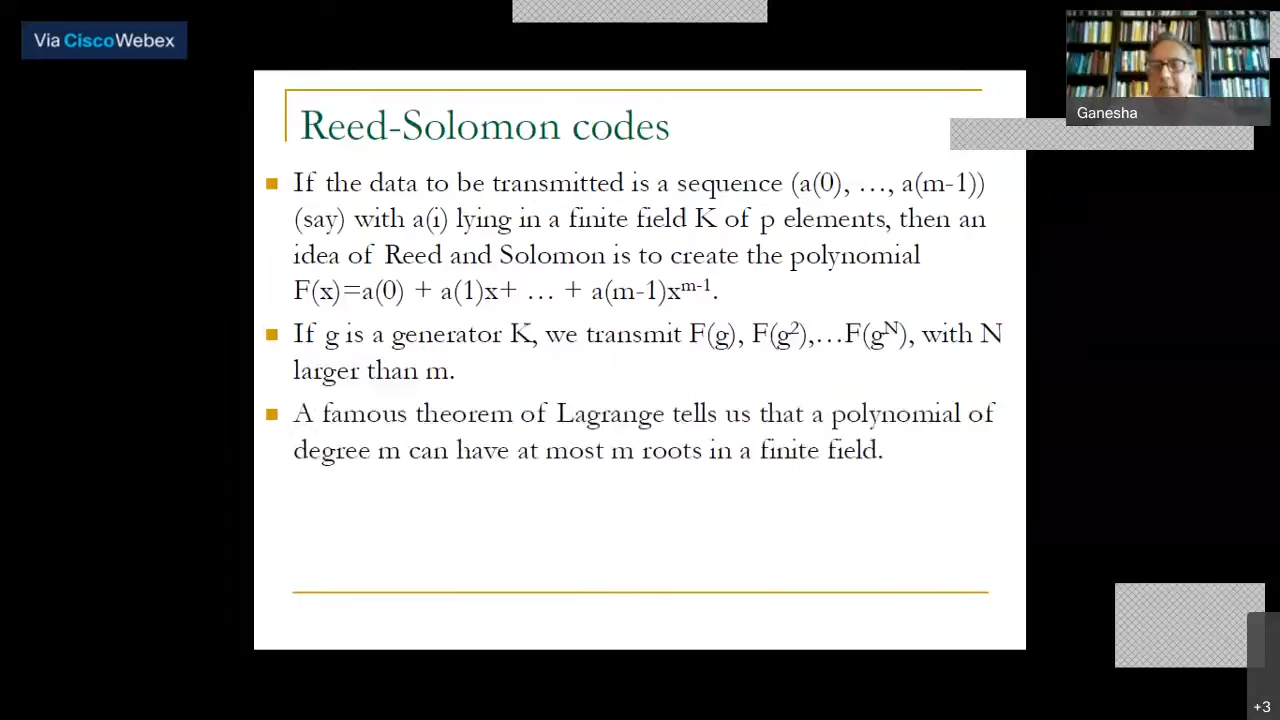 Via Cisco Webex
Ganesha
Reed-Solomon codes
If the data to be transmitted is a sequence (a(0), …, a(m-1))
(say) with a(i) lying in a finite field K of p elements, then an
idea of Reed and Solomon is to create the polynomial
F(x)=a(0) + a(1)x+ … + a(m-1)xᵐ⁻¹.
If g is a generator K, we transmit F(g), F(g²),…F(gᴺ), with N
larger than m.
A famous theorem of Lagrange tells us that a polynomial of
degree m can have at most m roots in a finite field.
+3